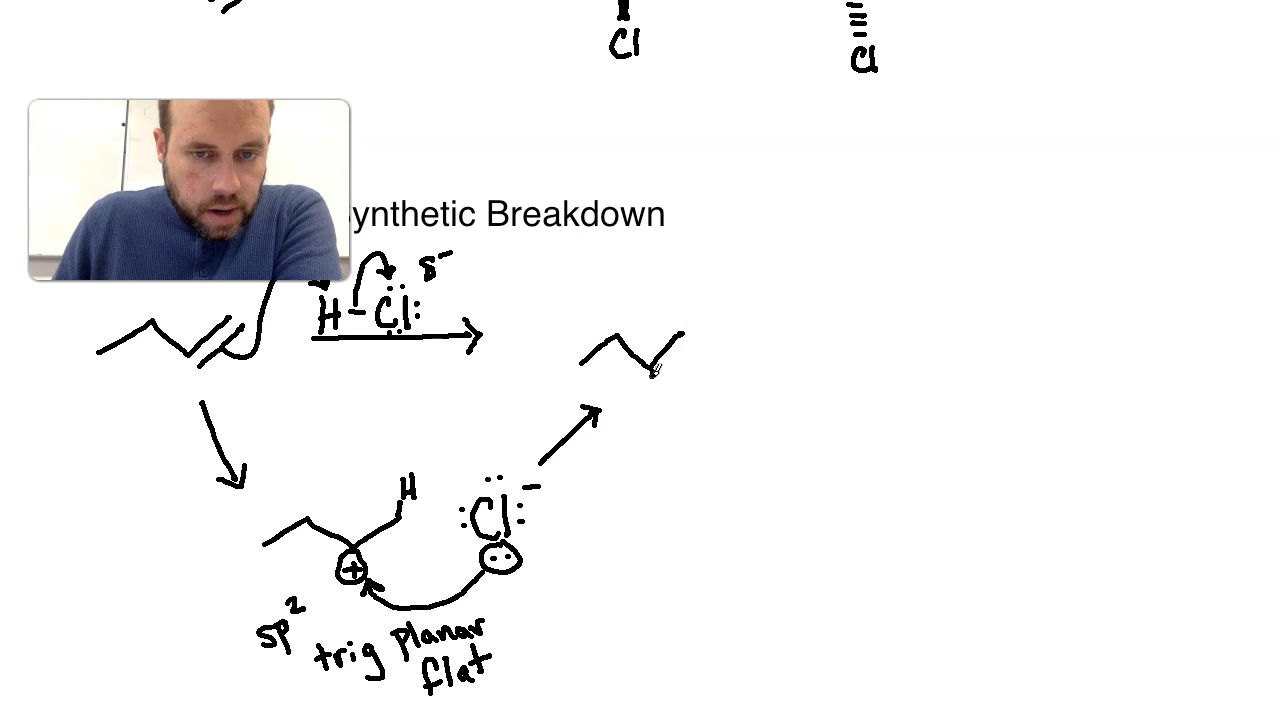 Cl
Cl
ynthetic Breakdown
δ-
H-Cl
H
Cl-
+
sp2
trig planar
flat